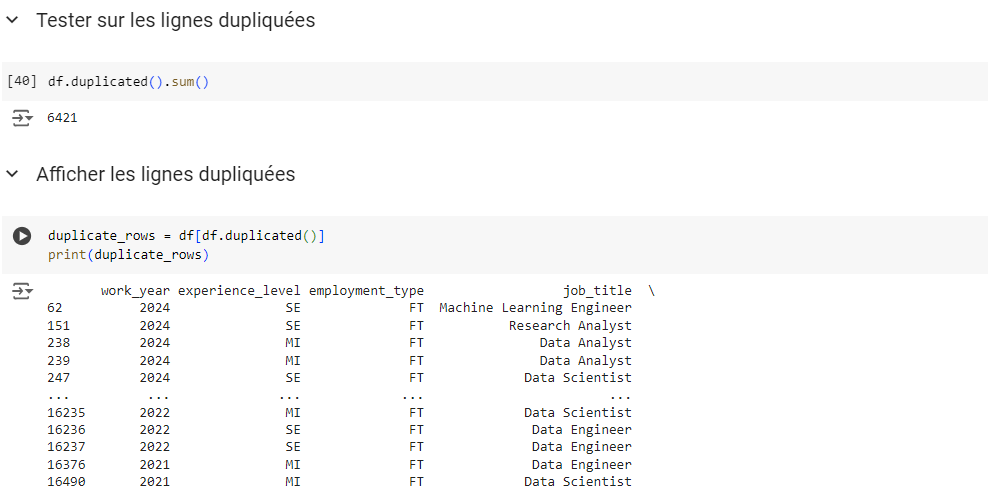 Tester sur les lignes dupliquées
[40] df.duplicated().sum()
6421
Afficher les lignes dupliquées
duplicate_rows = df[df.duplicated()]
print(duplicate_rows)
work_year experience_level employment_type job_title \
62 2024 SE FT Machine Learning Engineer
151 2024 SE FT Research Analyst
238 2024 MI FT Data Analyst
239 2024 MI FT Data Analyst
247 2024 SE FT Data Scientist
... ... ... ... ...
16235 2022 MI FT Data Scientist
16236 2022 SE FT Data Engineer
16237 2022 SE FT Data Engineer
16376 2021 MI FT Data Engineer
16490 2021 MI FT Data Scientist